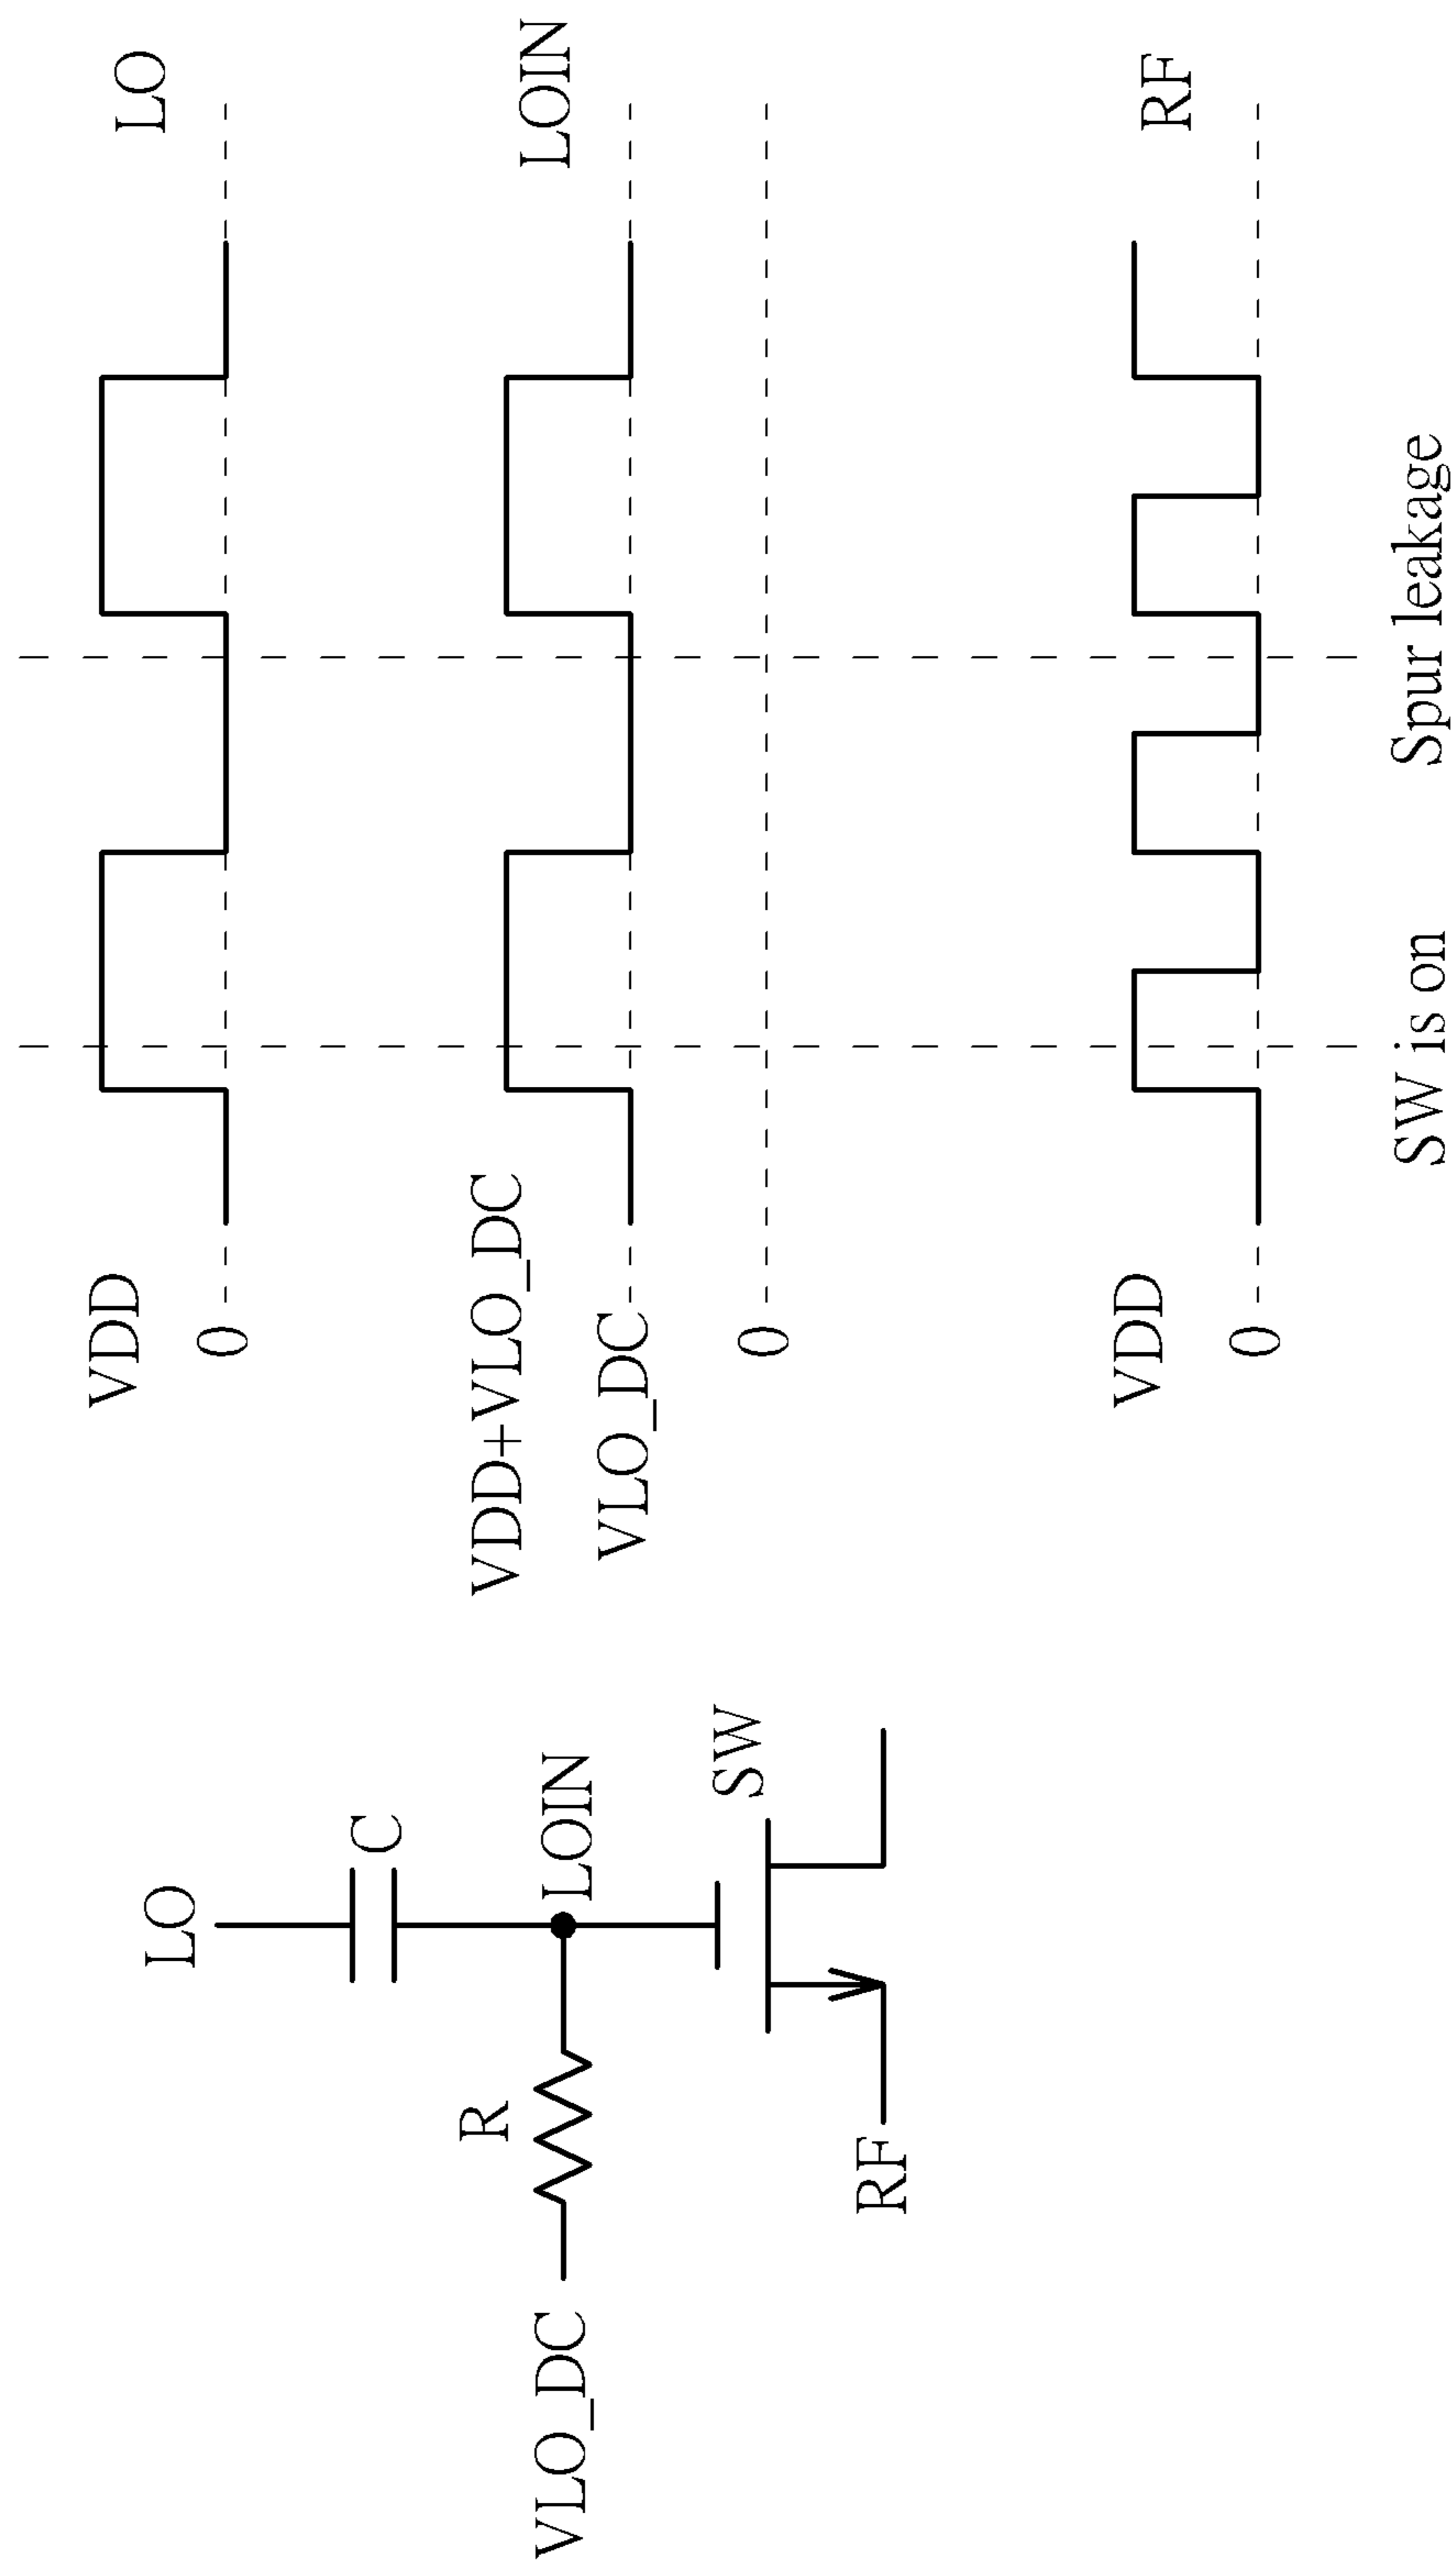 LO
C
LOIN
R
VLO_DC
SW
RF
VDD
0
LO
VDD+VLO_DC
VLO_DC
0
LOIN
VDD
0
RF
SW is on
Spur leakage